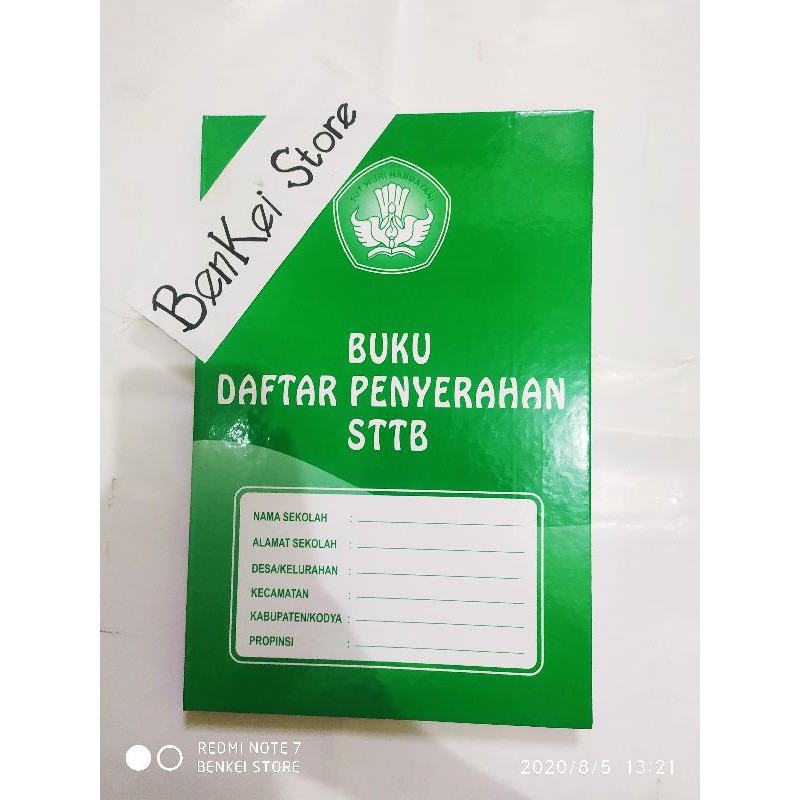 BenKei Store
TUT WURI HANDAYANI
BUKU
DAFTAR PENYERAHAN
STTB
NAMA SEKOLAH :
ALAMAT SEKOLAH :
DESA/KELURAHAN :
KECAMATAN :
KABUPATEN/KODYA :
PROPINSI :
REDMI NOTE 7
BENKEI STORE
2020/8/5 13:21